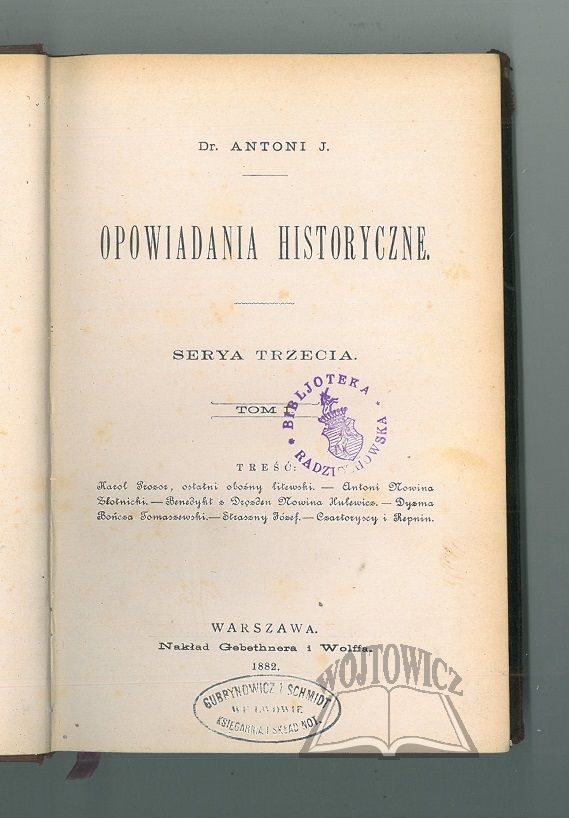 Dr. ANTONI J.
OPOWIADANIA HISTORYCZNE.
SERYA TRZECIA.
TOM I
BIBLJOTEKA
TREŚĆ:
Karol Prozor, ostatni oboźny litewski. — Antoni Nowina
Złotnicki. — Benedykt z Drozden Nowina Hulewicz. — Dyzma
Bończa Tomaszewski. — Straszny Józef. — Czartoryscy i Repnin.
WARSZAWA.
Nakład Gebethnera i Wolffa.
1882.
GUBRYNOWICZ I SCHMIDT
WE LWOWIE
KSIĘGARNIA I SKŁAD NÓT.
WÓJTOWICZ